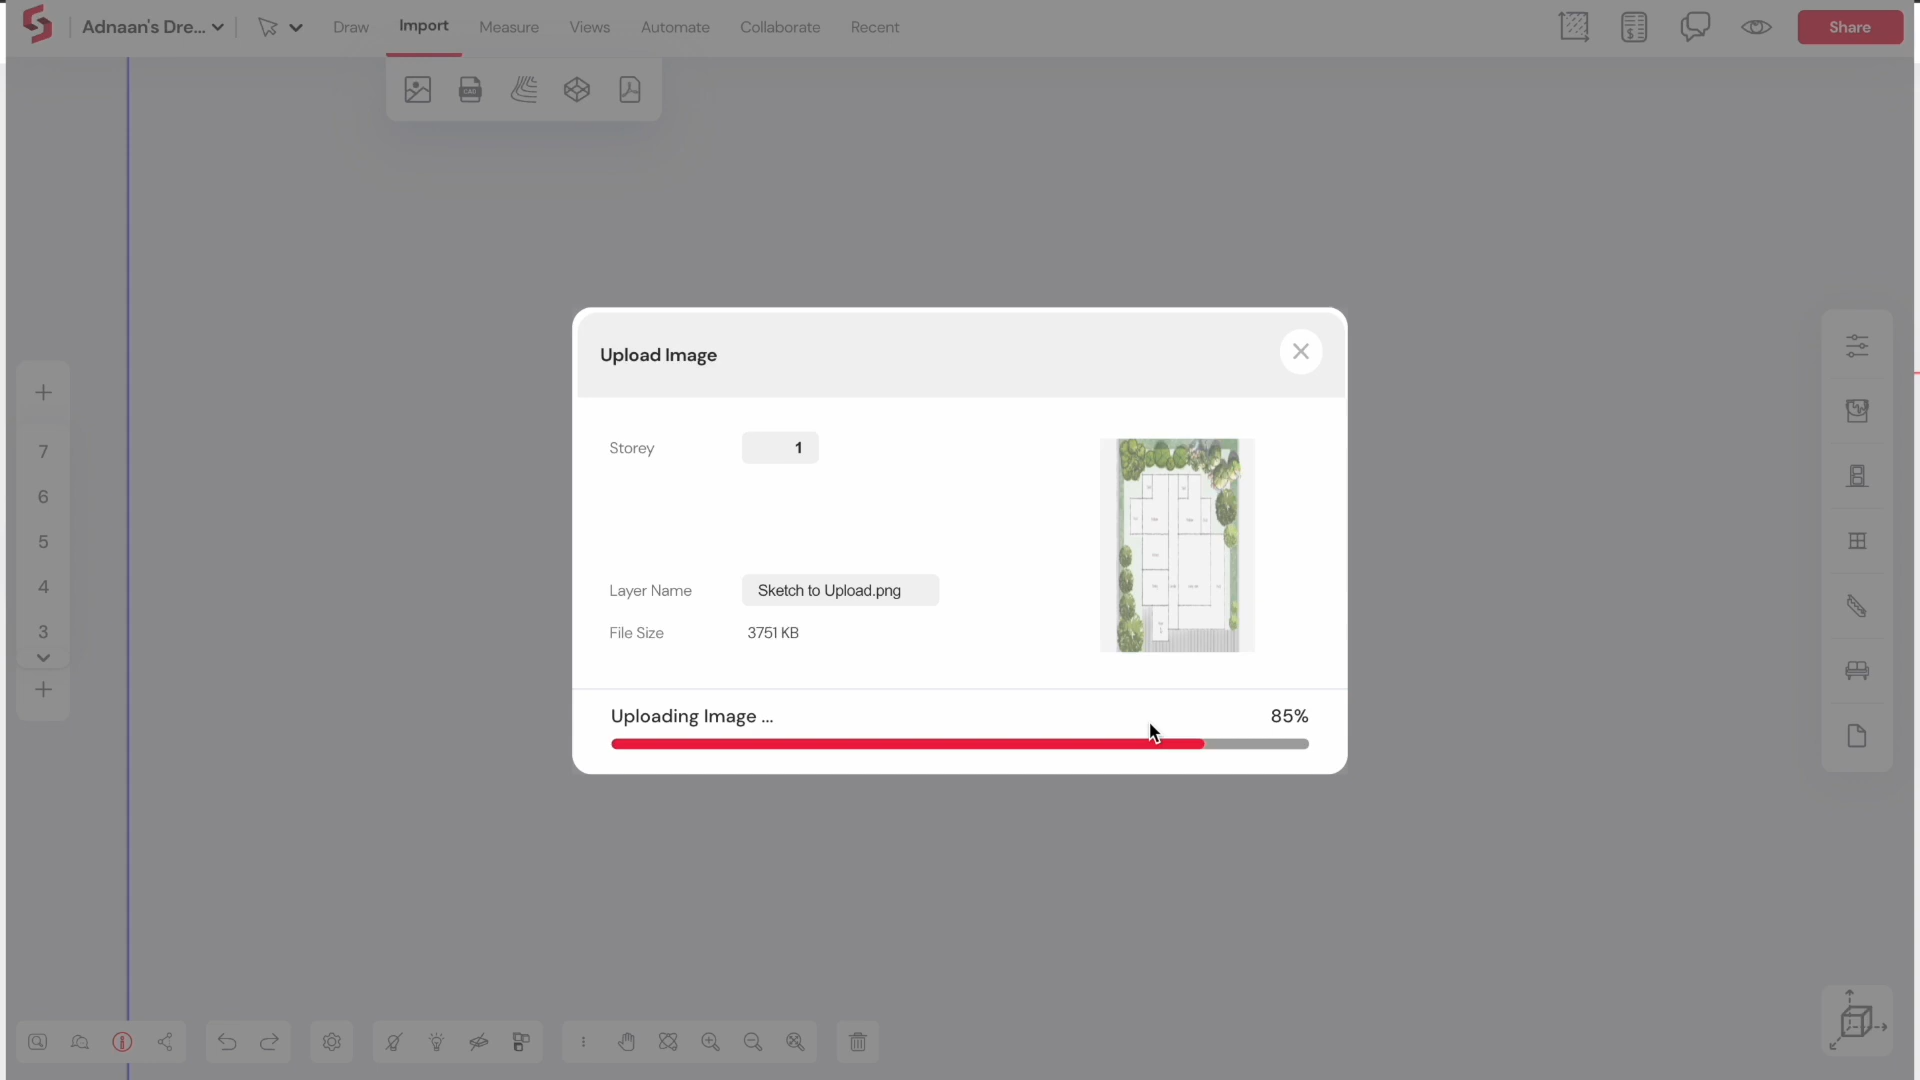 Adnaan's Dre...
Draw
Import
Measure
Views
Automate
Collaborate
Recent
Share
CAD
Upload Image
Storey
1
Layer Name
Sketch to Upload.png
File Size
3751 KB
Uploading Image ...
85%
7
6
5
4
3